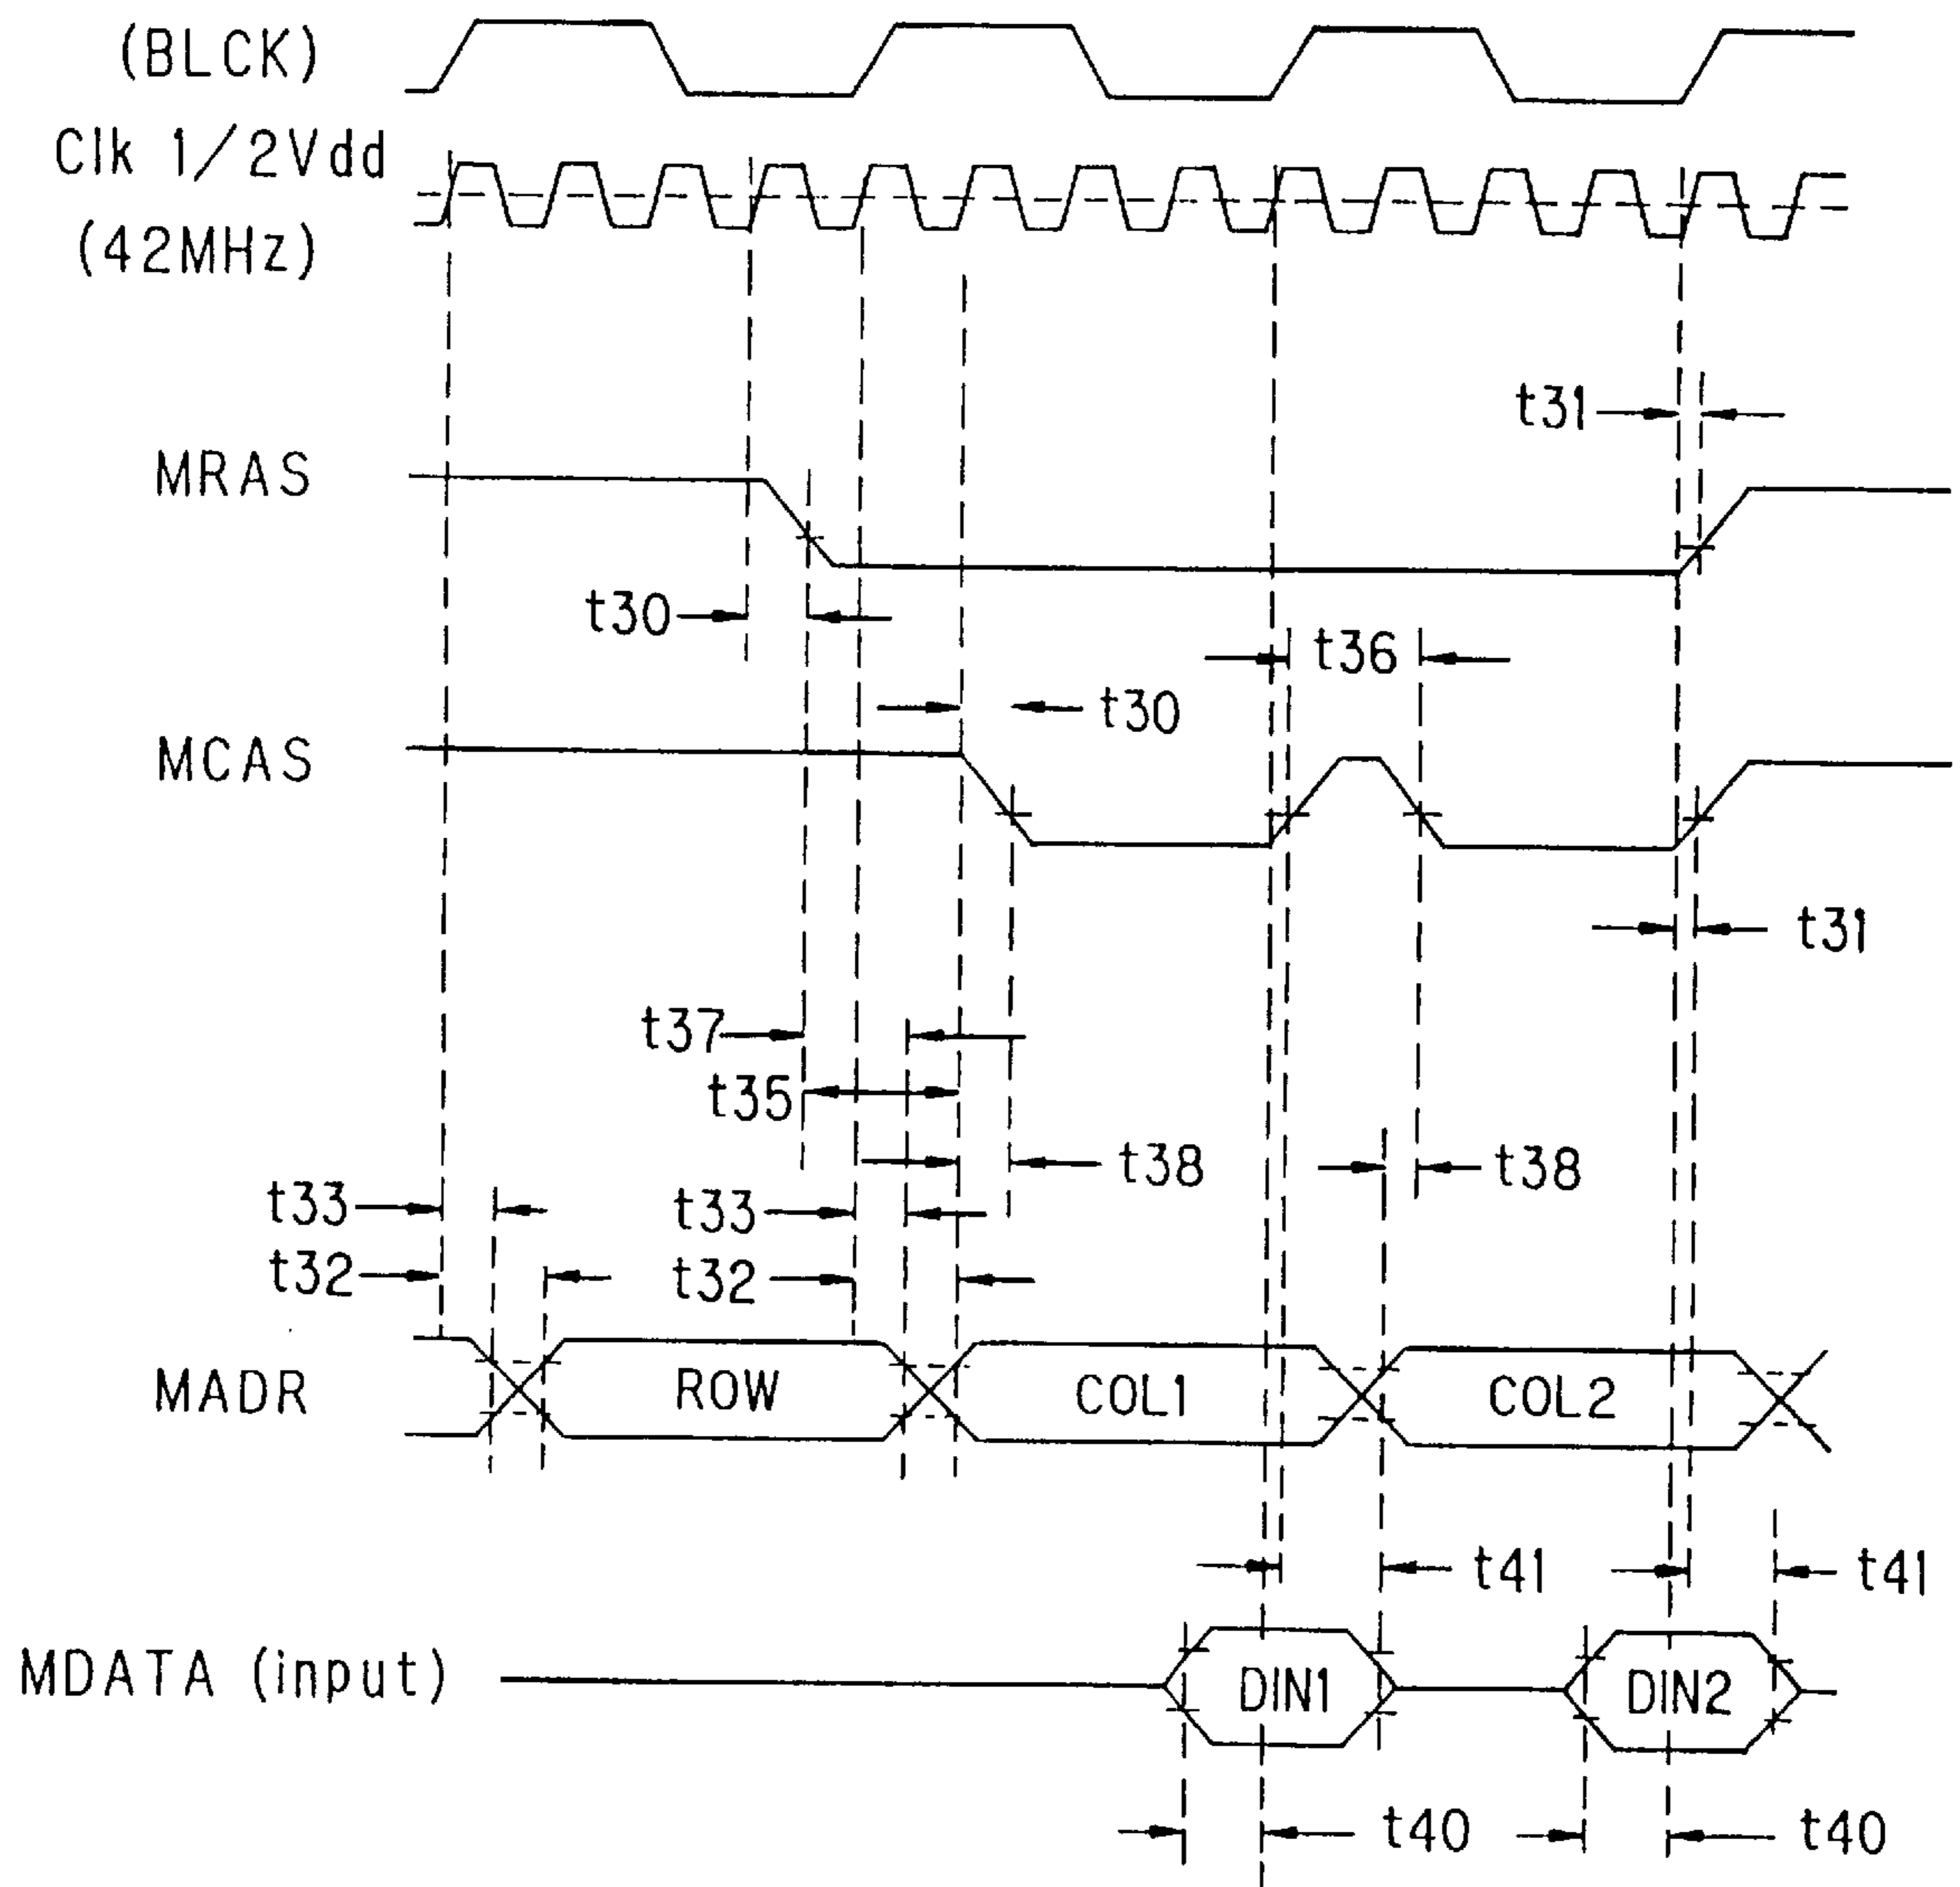 (BLCK)
Clk 1/2Vdd
(42MHz)
t31
MRAS
t30
t36
t30
MCAS
t31
t37
t35
t38
t38
t33
t33
t32
t32
MADR
ROW
COL1
COL2
t41
t41
MDATA (input)
DIN1
DIN2
t40
t40